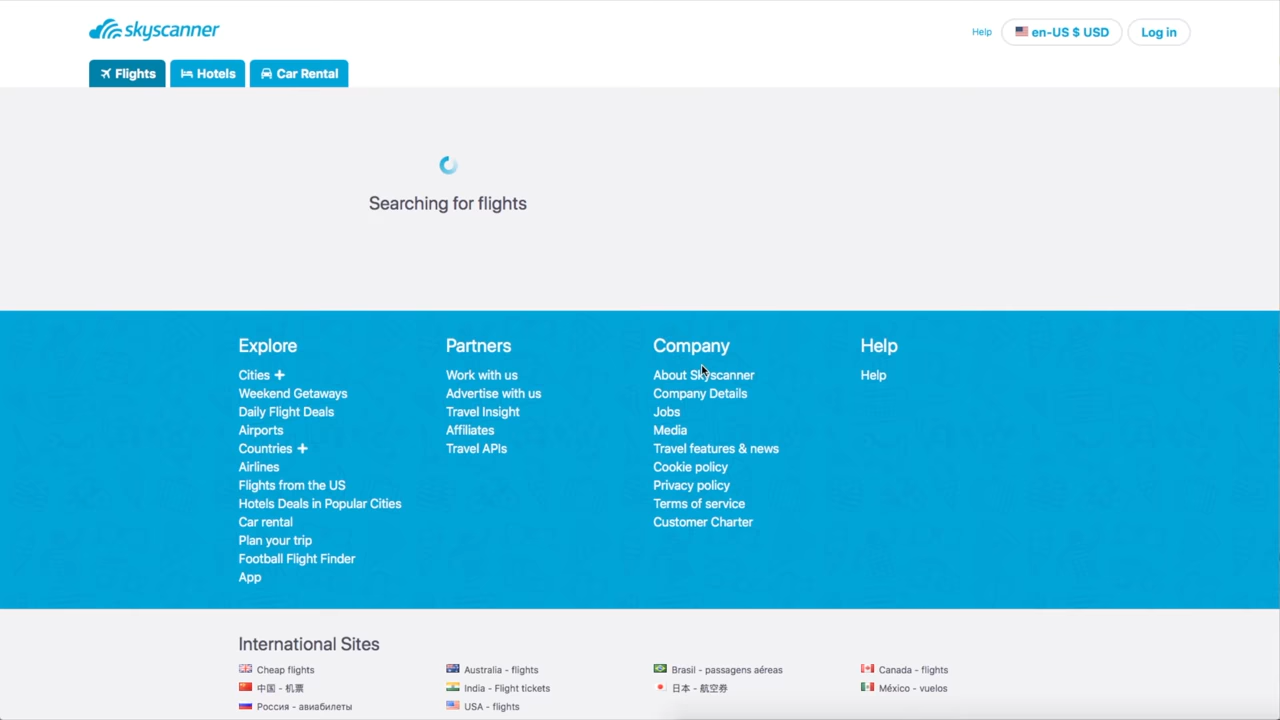 skyscanner
Help
en-US $ USD
Log in
Flights
Hotels
Car Rental
Searching for flights
Explore
Cities +
Weekend Getaways
Daily Flight Deals
Airports
Countries +
Airlines
Flights from the US
Hotels Deals in Popular Cities
Car rental
Plan your trip
Football Flight Finder
App
Partners
Work with us
Advertise with us
Travel Insight
Affiliates
Travel APIs
Company
About Skyscanner
Company Details
Jobs
Media
Travel features & news
Cookie policy
Privacy policy
Terms of service
Customer Charter
Help
Help
International Sites
Cheap flights
Australia - flights
Brasil - passagens aéreas
Canada - flights
中国 - 机票
India - Flight tickets
日本 - 航空券
México - vuelos
Россия - авиабилеты
USA - flights